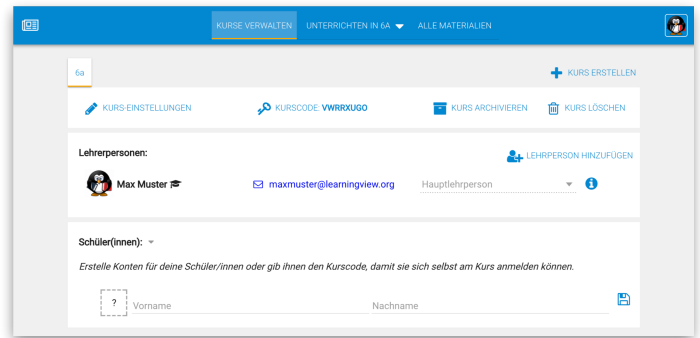 KURSE VERWALTEN UNTERRICHTEN IN 6A ALLE MATERIALIEN
6a KURS ERSTELLEN
KURS-EINSTELLUNGEN KURSCODE: VWRRXUGO KURS ARCHIVIEREN KURS LÖSCHEN
Lehrerpersonen: LEHRPERSON HINZUFÜGEN
Max Muster maxmuster@learningview.org Hauptlehrperson
Schüler(innen):
Erstelle Konten für deine Schüler/innen oder gib ihnen den Kurscode, damit sie sich selbst am Kurs anmelden können.
? Vorname Nachname